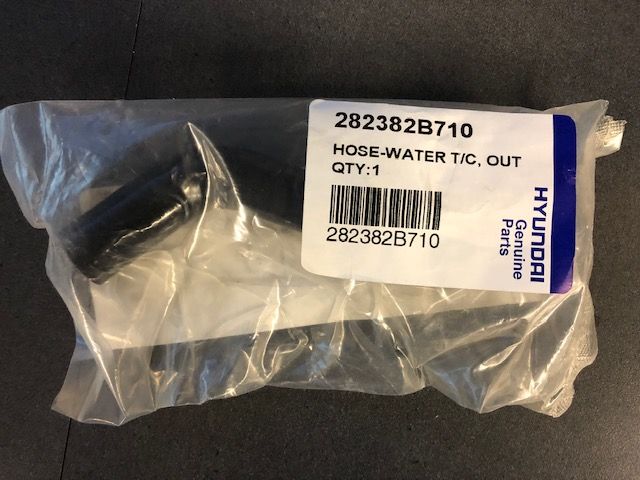 282382B710
HOSE-WATER T/C, OUT
QTY:1
282382B710
HYUNDAI
Genuine
Parts